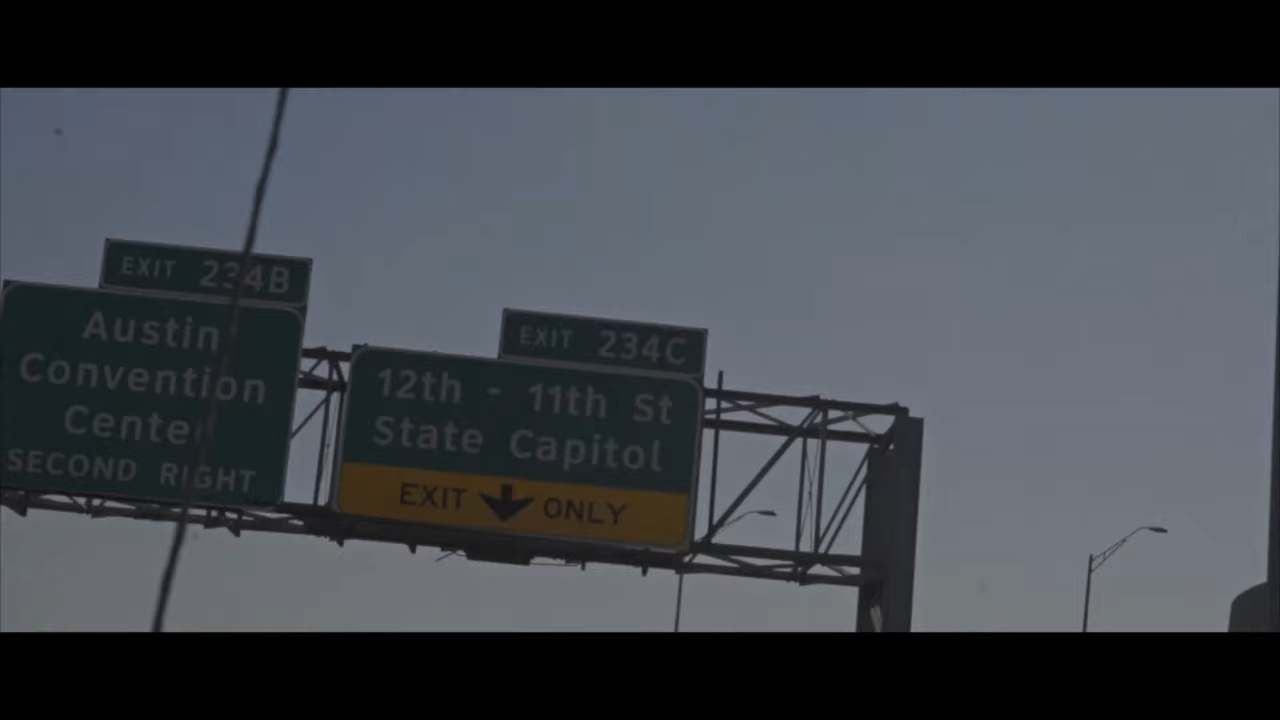 EXIT 234B
Austin
Convention
Center
SECOND RIGHT
EXIT 234C
12th - 11th St
State Capitol
EXIT ONLY